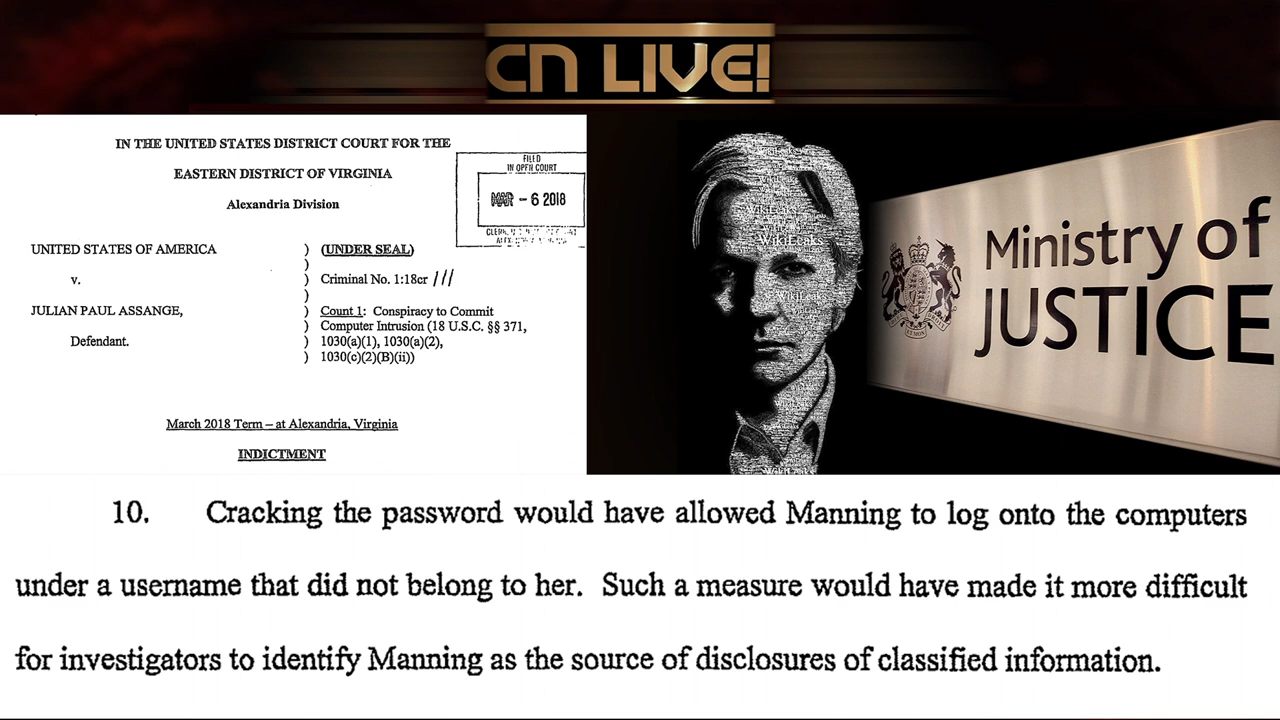 CN LIVE!
IN THE UNITED STATES DISTRICT COURT FOR THE
EASTERN DISTRICT OF VIRGINIA
Alexandria Division
FILED
IN OPEN COURT
MAR - 6 2018
UNITED STATES OF AMERICA
v.
JULIAN PAUL ASSANGE,
Defendant.
) (UNDER SEAL)
)
) Criminal No. 1:18cr 111
)
) Count 1: Conspiracy to Commit
) Computer Intrusion (18 U.S.C. §§ 371,
) 1030(a)(1), 1030(a)(2),
) 1030(c)(2)(B)(ii))
March 2018 Term – at Alexandria, Virginia
INDICTMENT
WikiLeaks
WikiLeaks
WikiLeaks
Ministry of
JUSTICE
10. Cracking the password would have allowed Manning to log onto the computers
under a username that did not belong to her. Such a measure would have made it more difficult
for investigators to identify Manning as the source of disclosures of classified information.